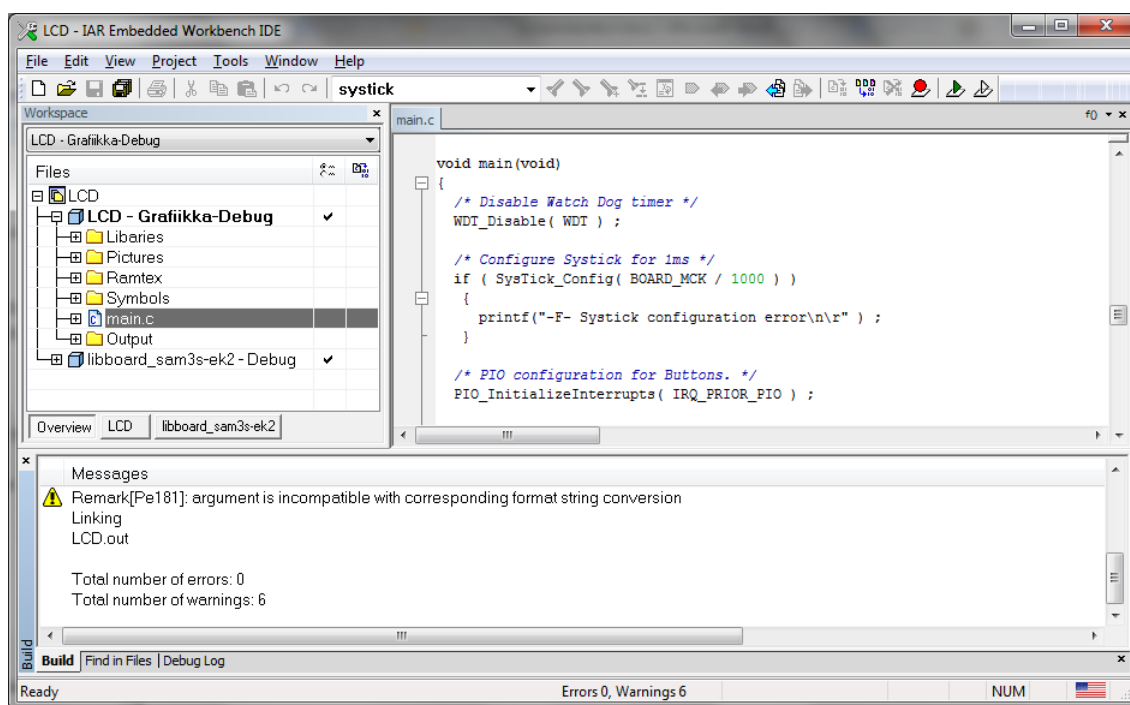 LCD - IAR Embedded Workbench IDE
File Edit View Project Tools Window Help
systick
Workspace
LCD - Grafiikka-Debug
Files
LCD
LCD - Grafiikka-Debug
Libaries
Pictures
Ramtex
Symbols
main.c
Output
libboard_sam3s-ek2 - Debug
Overview LCD libboard_sam3s-ek2
main.c
f()
void main(void)
{
/* Disable Watch Dog timer */
WDT_Disable( WDT ) ;
/* Configure Systick for 1ms */
if ( SysTick_Config( BOARD_MCK / 1000 ) )
{
printf("-F- Systick configuration error\n\r" ) ;
}
/* PIO configuration for Buttons. */
PIO_InitializeInterrupts( IRQ_PRIOR_PIO ) ;
Messages
Remark[Pe181]: argument is incompatible with corresponding format string conversion
Linking
LCD.out
Total number of errors: 0
Total number of warnings: 6
Build
Build Find in Files Debug Log
Ready Errors 0, Warnings 6 NUM